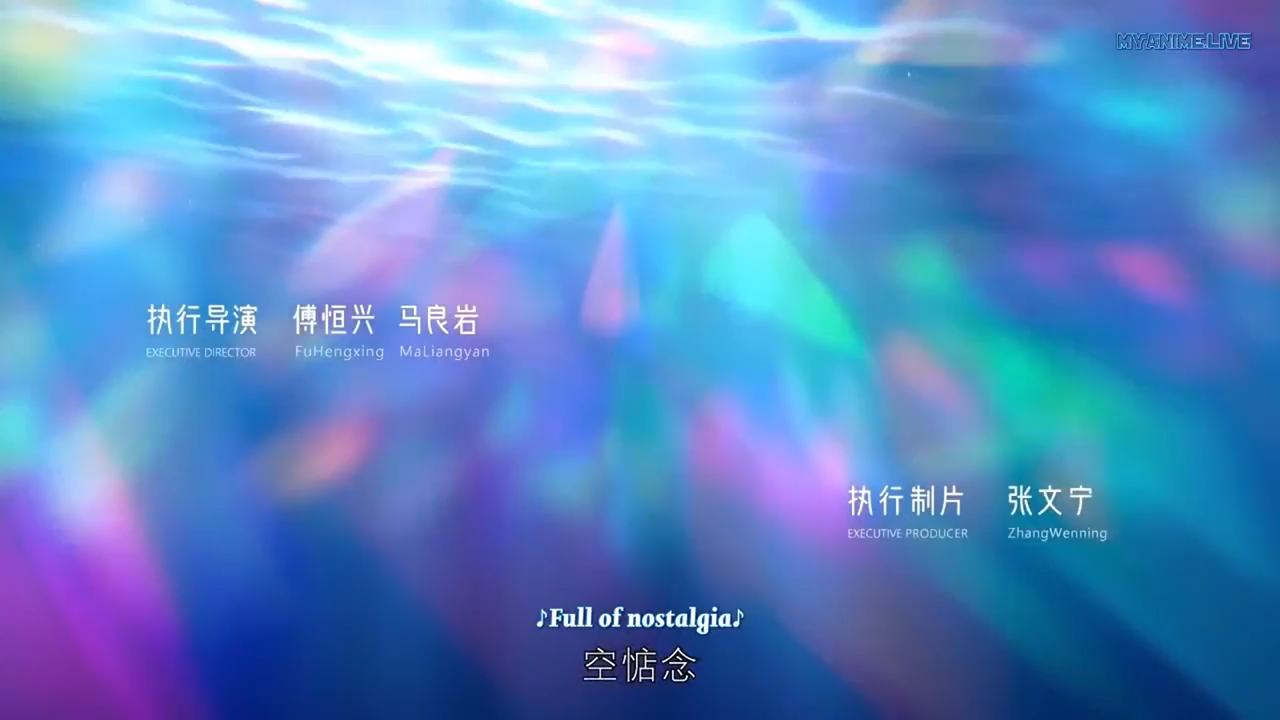 MYANIME.LIVE
执行导演 傅恒兴 马良岩
EXECUTIVE DIRECTOR FuHengxing MaLiangyan
执行制片 张文宁
EXECUTIVE PRODUCER ZhangWenning
♪Full of nostalgia♪
空惦念